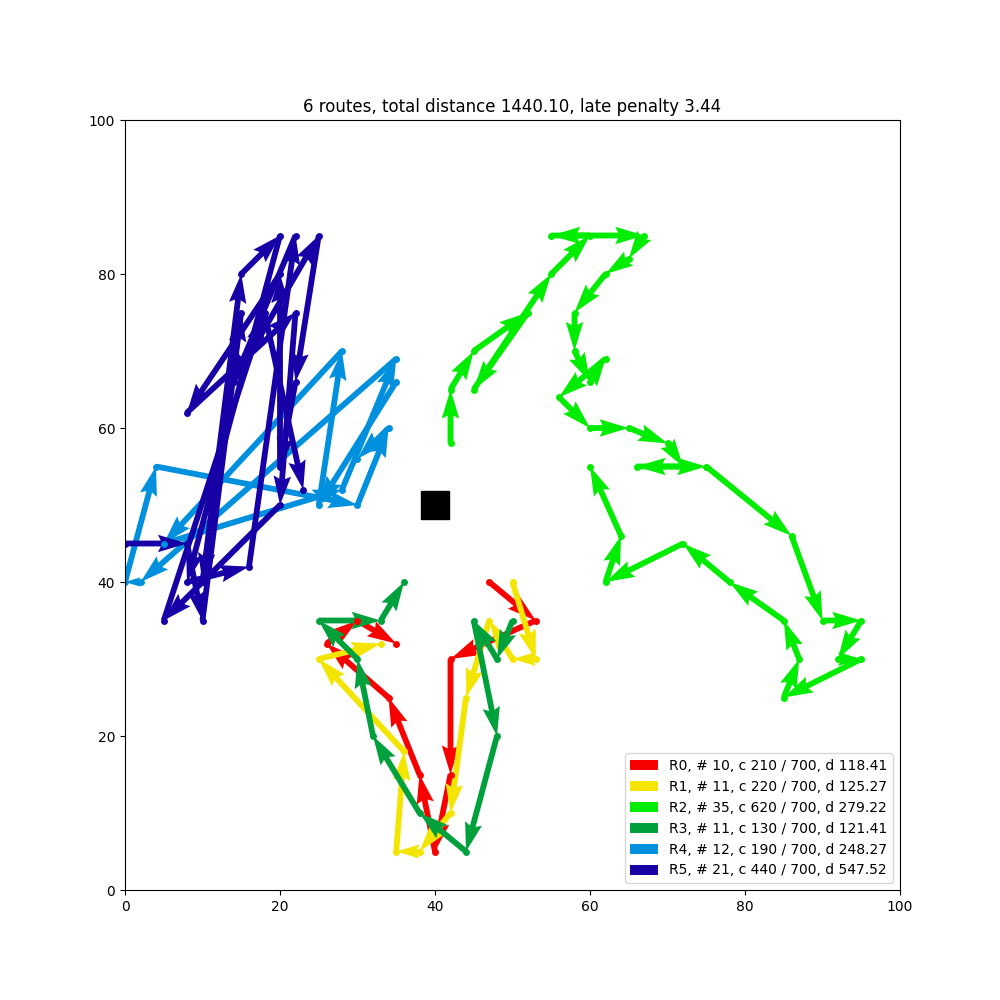 6 routes, total distance 1440.10, late penalty 3.44
100
80
60
40
20
0
0 20 40 60 80 100
R0, # 10, c 210 / 700, d 118.41
R1, # 11, c 220 / 700, d 125.27
R2, # 35, c 620 / 700, d 279.22
R3, # 11, c 130 / 700, d 121.41
R4, # 12, c 190 / 700, d 248.27
R5, # 21, c 440 / 700, d 547.52